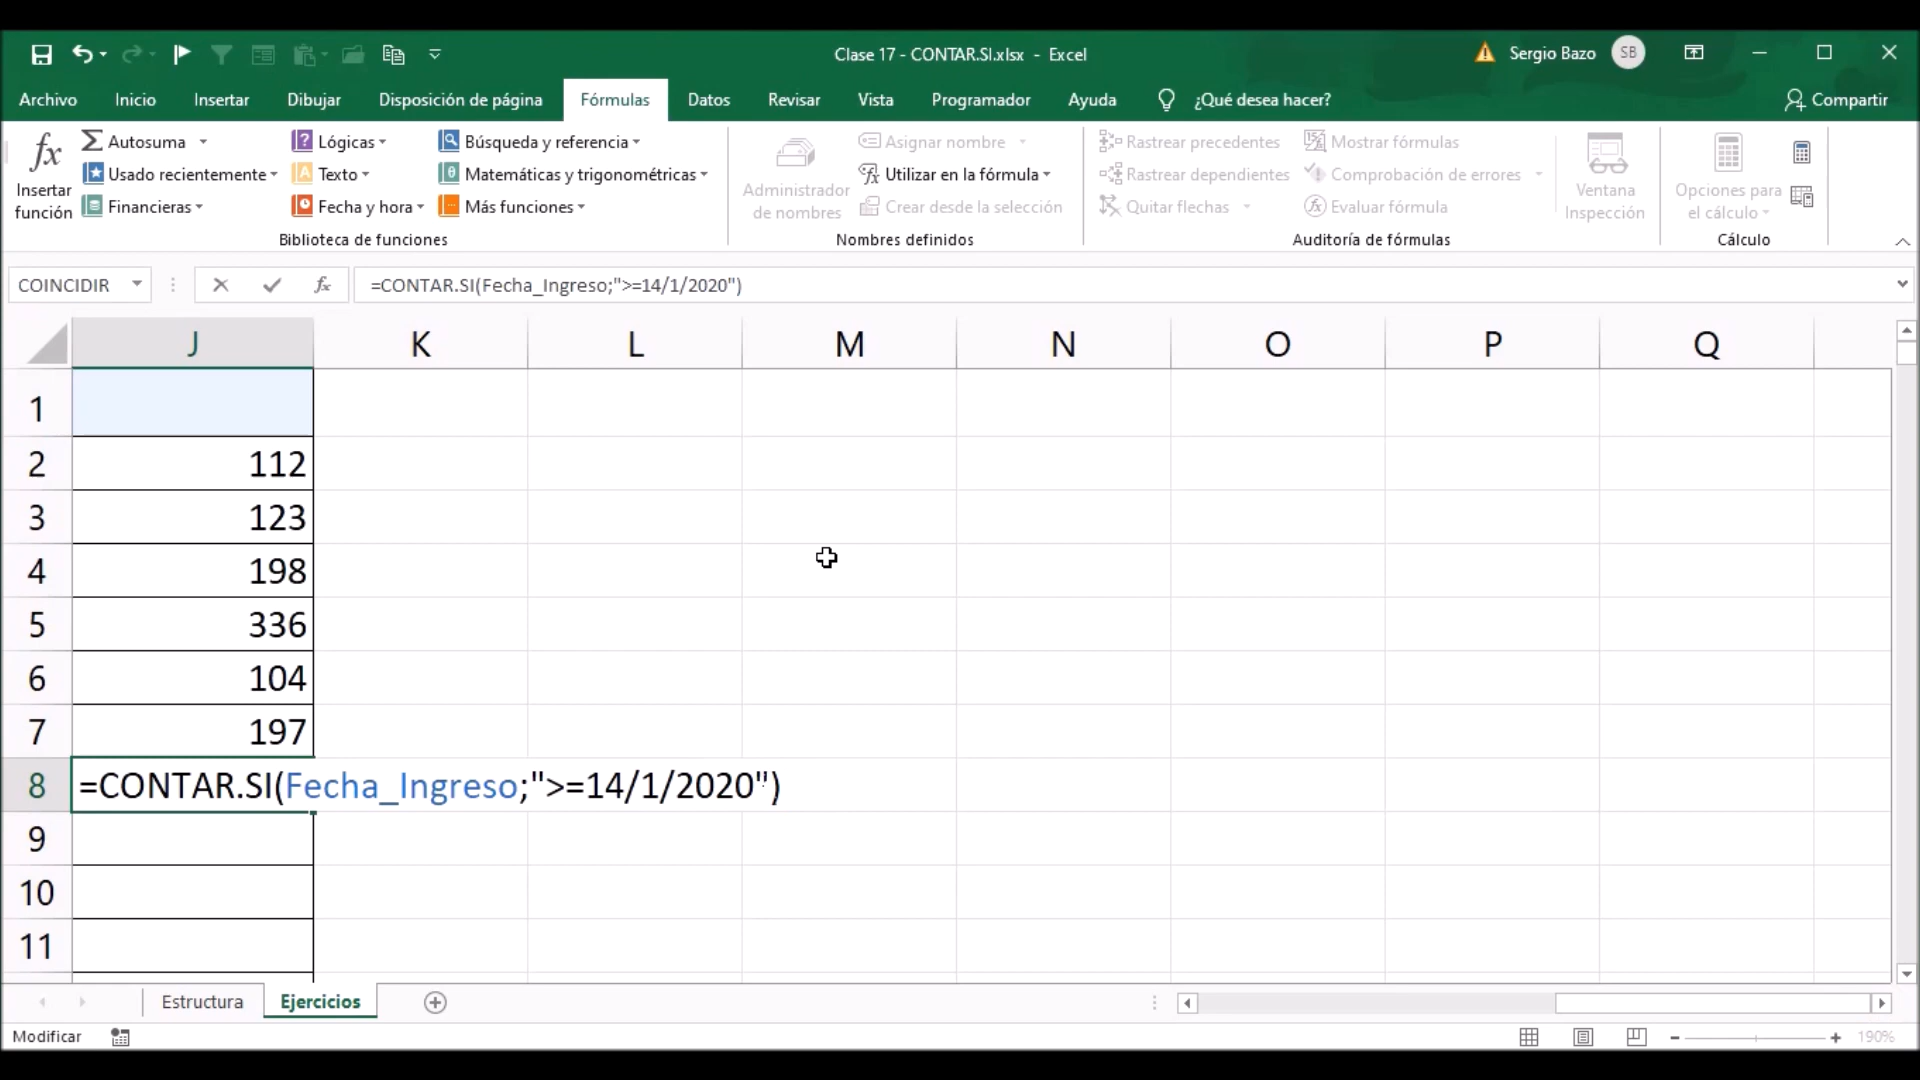 Clase 17 - CONTAR.SI.xlsx - Excel
Sergio Bazo
SB
Archivo Inicio Insertar Dibujar Disposición de página Fórmulas Datos Revisar Vista Programador Ayuda ¿Qué desea hacer? Compartir
fx
Insertar
función
Autosuma
Usado recientemente
Financieras
Lógicas
Texto
Fecha y hora
Búsqueda y referencia
Matemáticas y trigonométricas
Más funciones
Biblioteca de funciones
Administrador
de nombres
Asignar nombre
Utilizar en la fórmula
Crear desde la selección
Nombres definidos
Rastrear precedentes
Rastrear dependientes
Quitar flechas
Mostrar fórmulas
Comprobación de errores
Evaluar fórmula
Auditoría de fórmulas
Ventana
Inspección
Opciones para
el cálculo
Cálculo
COINCIDIR fx =CONTAR.SI(Fecha_Ingreso;">=14/1/2020")
J K L M N O P Q
1
2 112
3 123
4 198
5 336
6 104
7 197
8 =CONTAR.SI(Fecha_Ingreso;">=14/1/2020")
9
10
11
Estructura Ejercicios
Modificar 190%